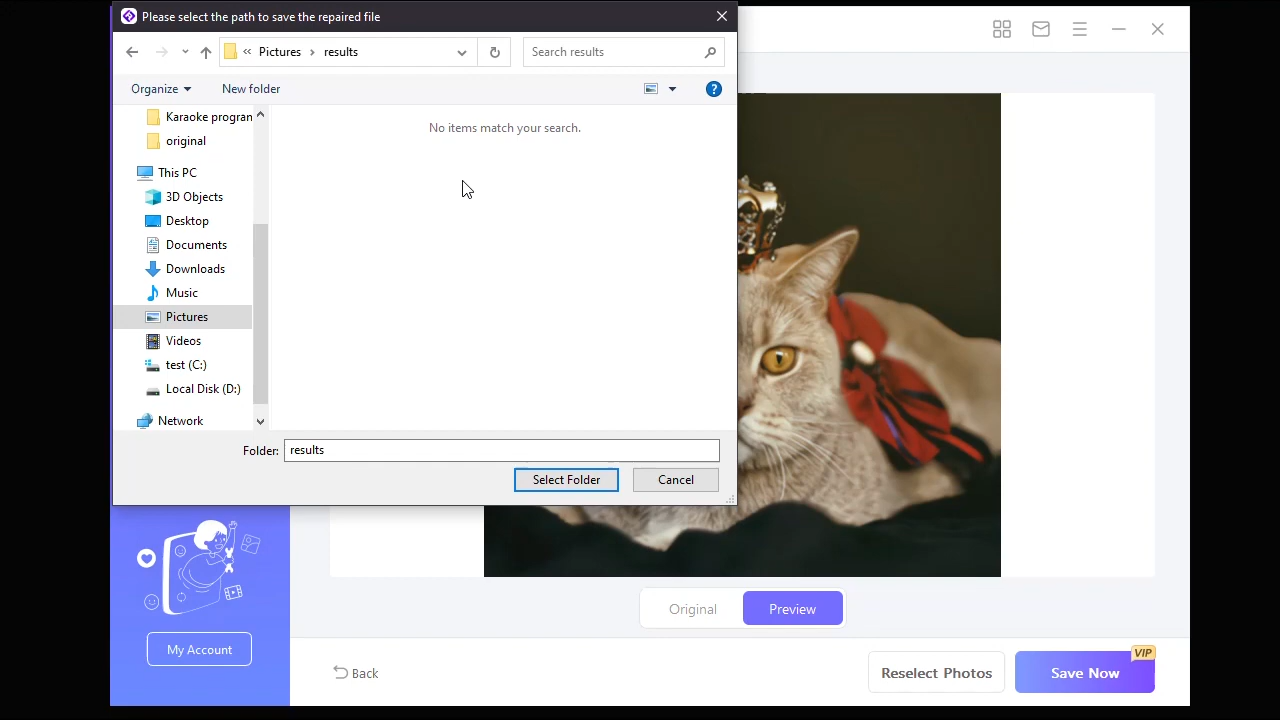 Please select the path to save the repaired file
« Pictures > results
Search results
Organize
New folder
Karaoke progran
original
This PC
3D Objects
Desktop
Documents
Downloads
Music
Pictures
Videos
test (C:)
Local Disk (D:)
Network
No items match your search.
Folder: results
Select Folder
Cancel
My Account
Original
Preview
Back
Reselect Photos
Save Now
VIP